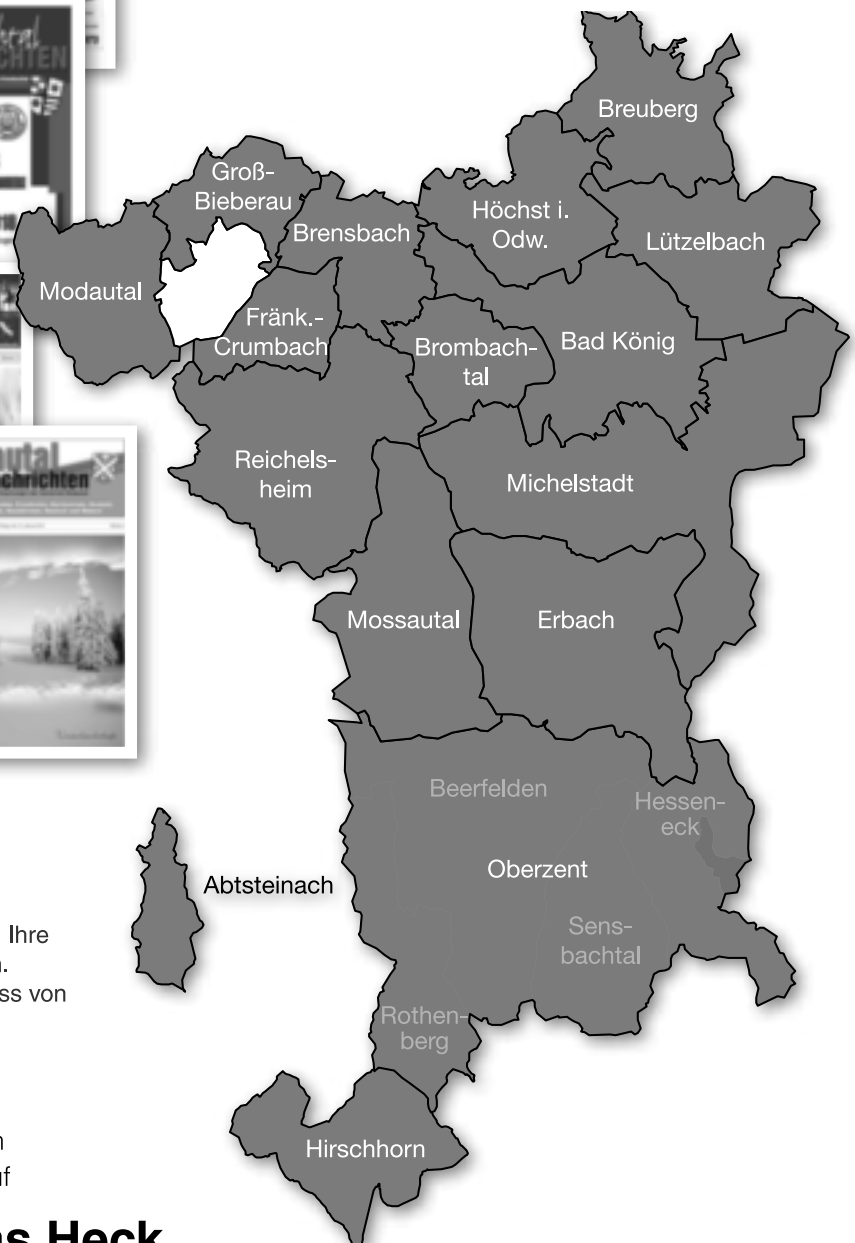 Breuberg
Groß-
Bieberau
Höchst i.
Odw.
Brensbach
Lützelbach
Modautal
Fränk.-
Crumbach
Brombach-
tal
Bad König
Reichels-
heim
Michelstadt
Mossautal
Erbach
Beerfelden
Hessen-
eck
Oberzent
Abtsteinach
Sens-
bachtal
Ihre
ss von
Rothen-
berg
Hirschhorn
Heck